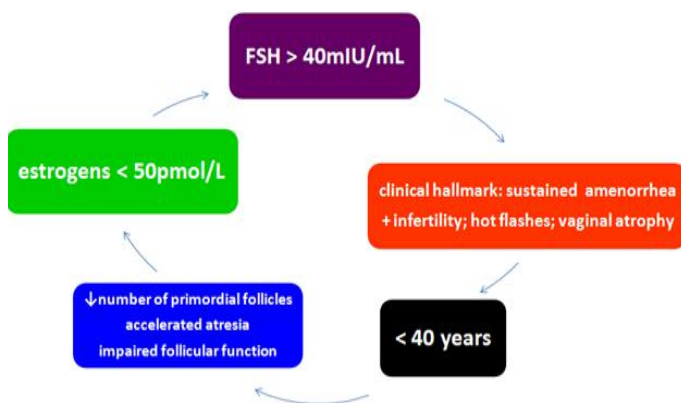 FSH > 40mIU/mL
estrogens < 50pmol/L
clinical hallmark: sustained amenorrhea
+ infertility; hot flashes; vaginal atrophy
↓number of primordial follicles
accelerated atresia
impaired follicular function
< 40 years